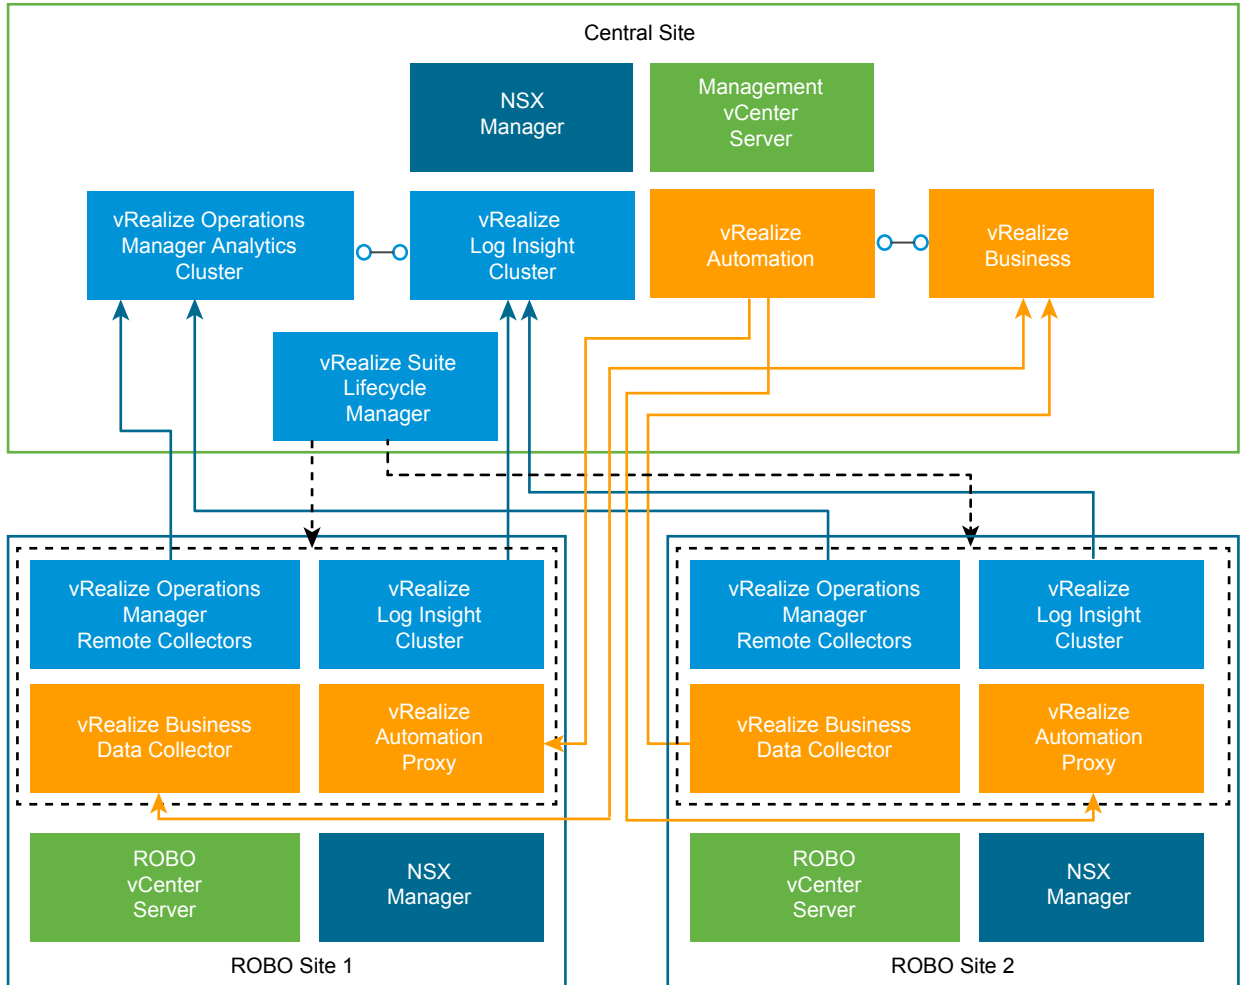 Central Site
NSX
Manager
Management
vCenter
Server
vRealize Operations
Manager Analytics
Cluster
vRealize
Log Insight
Cluster
vRealize
Automation
vRealize
Business
vRealize Suite
Lifecycle
Manager
vRealize Operations
Manager
Remote Collectors
vRealize
Log Insight
Cluster
vRealize Business
Data Collector
vRealize
Automation
Proxy
ROBO
vCenter
Server
NSX
Manager
ROBO Site 1
vRealize Operations
Manager
Remote Collectors
vRealize
Log Insight
Cluster
vRealize Business
Data Collector
vRealize
Automation
Proxy
ROBO
vCenter
Server
NSX
Manager
ROBO Site 2